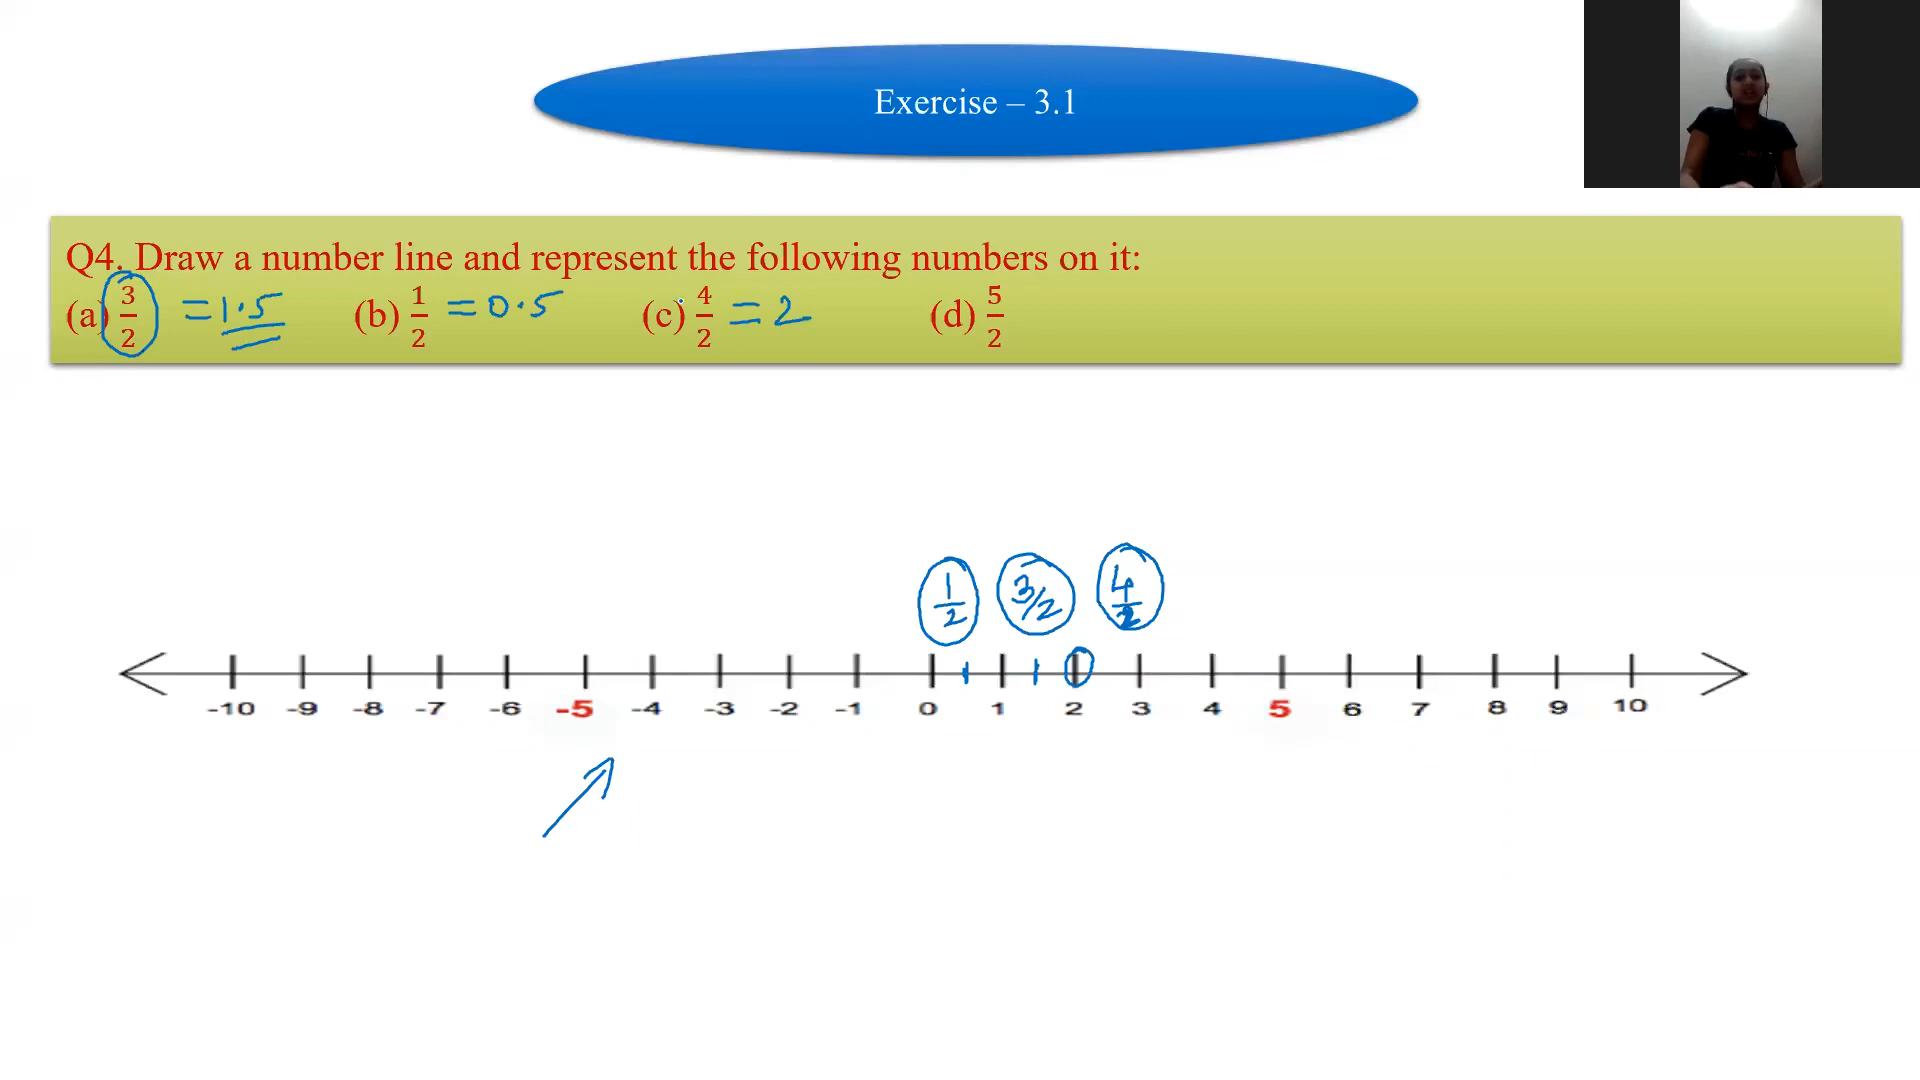 Exercise – 3.1
Q4. Draw a number line and represent the following numbers on it:
(a) 3/2 = 1.5 (b) 1/2 = 0.5 (c) 4/2 = 2 (d) 5/2
1/2 3/2 4/2
-10 -9 -8 -7 -6 -5 -4 -3 -2 -1 0 1 2 3 4 5 6 7 8 9 10